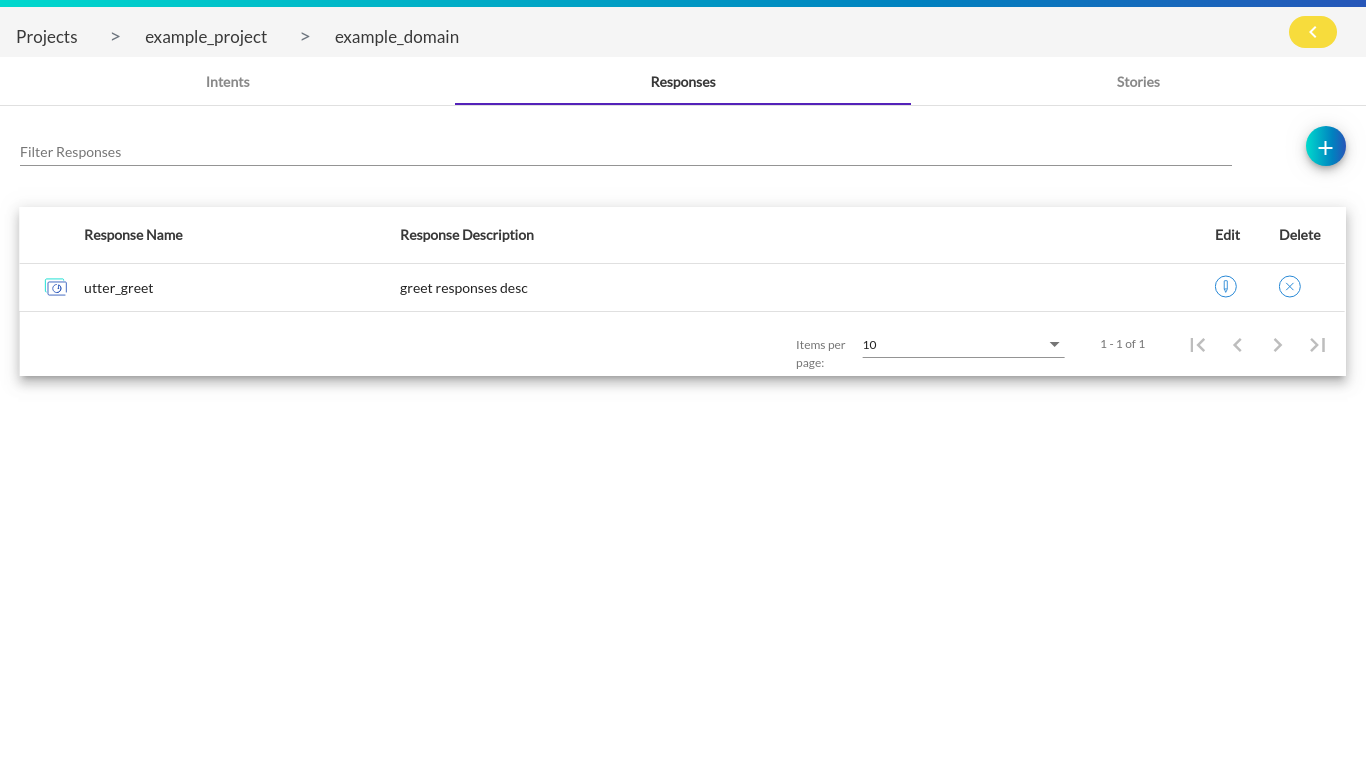 Projects > example_project > example_domain
Intents Responses Stories
Filter Responses
+
Response Name Response Description Edit Delete
utter_greet greet responses desc
Items per page: 10 1 - 1 of 1